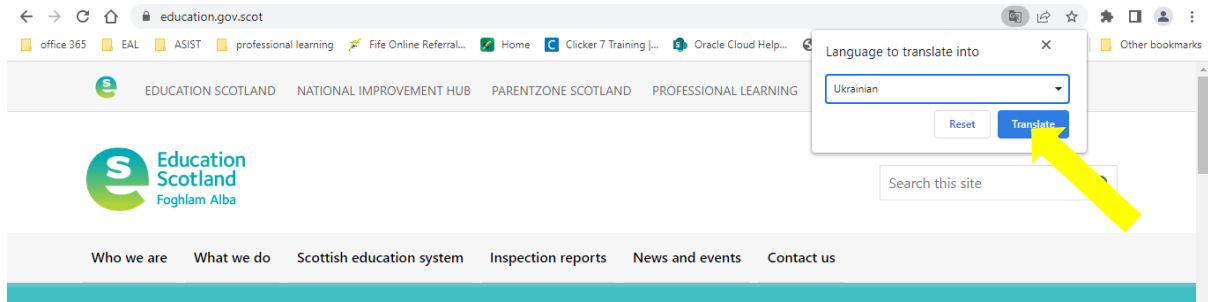 education.gov.scot
office 365 EAL ASIST professional learning Fife Online Referral... Home Clicker 7 Training |... Oracle Cloud Help... Other bookmarks
Language to translate into
Ukrainian
Reset Translate
EDUCATION SCOTLAND NATIONAL IMPROVEMENT HUB PARENTZONE SCOTLAND PROFESSIONAL LEARNING
Education
Scotland
Foghlam Alba
Search this site
Who we are What we do Scottish education system Inspection reports News and events Contact us